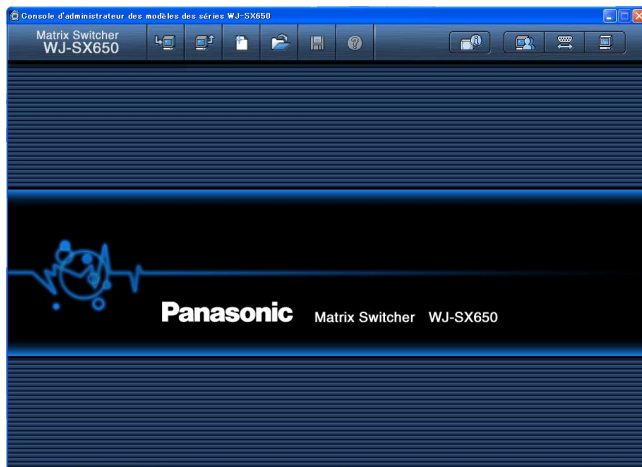 Console d'administrateur des modèles des séries WJ-SX650
Matrix Switcher
WJ-SX650
Panasonic Matrix Switcher WJ-SX650